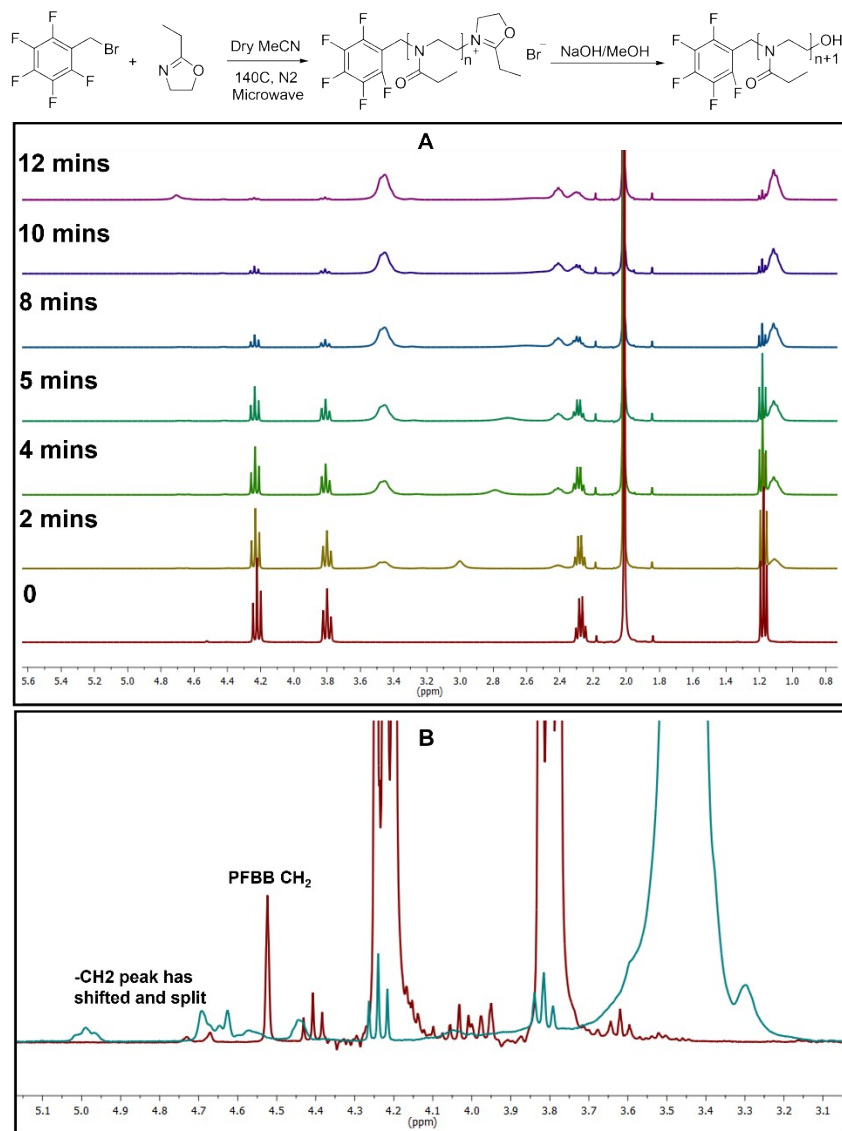 F
F
F
F
F
Br
+
N
O
Dry MeCN
140C, N2
Microwave
F
F
F
F
F
N
O
n
N
+
O
Br⁻
NaOH/MeOH
F
F
F
F
F
N
O
OH
n+1
A
12 mins
10 mins
8 mins
5 mins
4 mins
2 mins
0
5.6 5.4 5.2 5.0 4.8 4.6 4.4 4.2 4.0 3.8 3.6 3.4 3.2 3.0 2.8 2.6 2.4 2.2 2.0 1.8 1.6 1.4 1.2 1.0 0.8
(ppm)
B
PFBB CH₂
-CH2 peak has
shifted and split
5.1 5.0 4.9 4.8 4.7 4.6 4.5 4.4 4.3 4.2 4.1 4.0 3.9 3.8 3.7 3.6 3.5 3.4 3.3 3.2 3.1
(ppm)